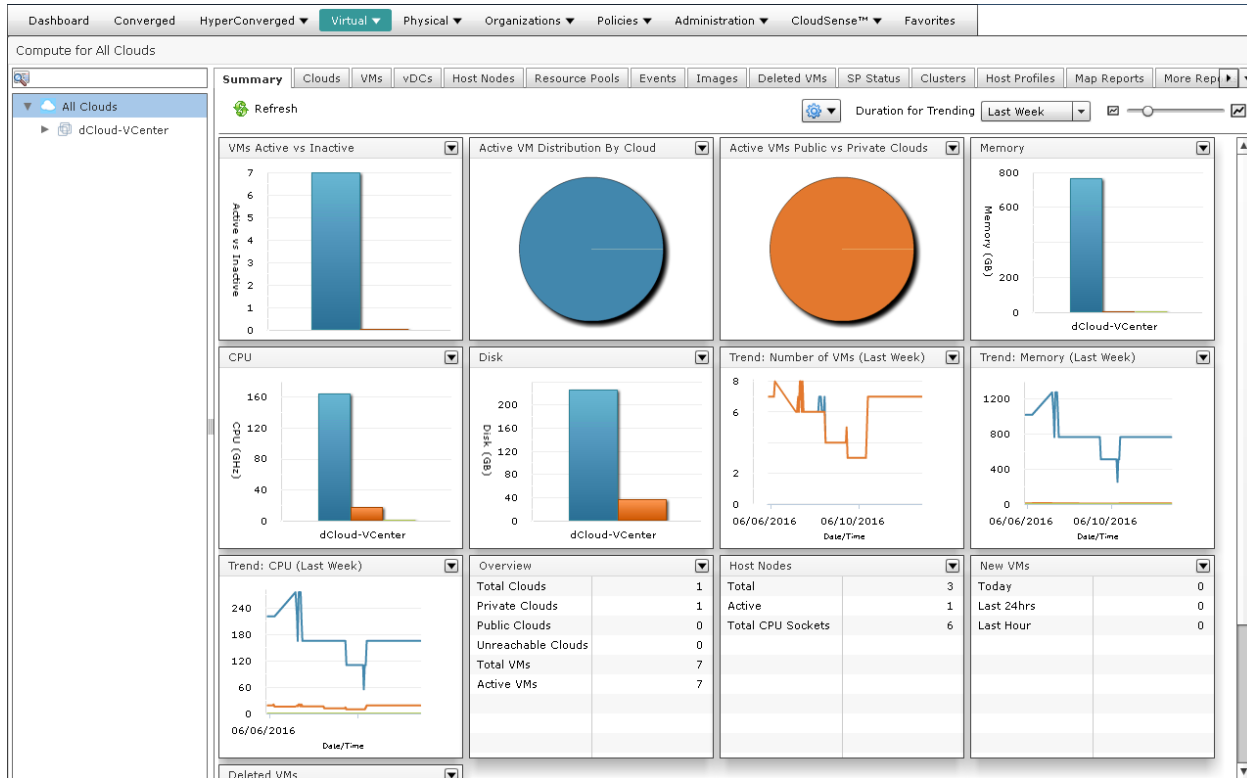 Dashboard Converged HyperConverged Virtual Physical Organizations Policies Administration CloudSense™ Favorites
Compute for All Clouds
All Clouds
dCloud-VCenter
Summary Clouds VMs vDCs Host Nodes Resource Pools Events Images Deleted VMs SP Status Clusters Host Profiles Map Reports More Rep
Refresh
Duration for Trending Last Week
VMs Active vs Inactive
Active vs Inactive
7
6
5
4
3
2
1
0
Active VM Distribution By Cloud
Active VMs Public vs Private Clouds
Memory
Memory (GB)
800
600
200
0
dCloud-VCenter
CPU
CPU (GHz)
160
120
80
40
0
dCloud-VCenter
Disk
Disk (GB)
200
160
120
80
40
0
dCloud-VCenter
Trend: Number of VMs (Last Week)
8
6
2
0
06/06/2016 06/10/2016
Date/Time
Trend: Memory (Last Week)
1200
800
400
0
06/06/2016 06/10/2016
Date/Time
Trend: CPU (Last Week)
240
180
120
60
0
06/06/2016
Date/Time
Overview
Total Clouds 1
Private Clouds 1
Public Clouds 0
Unreachable Clouds 0
Total VMs 7
Active VMs 7
Host Nodes
Total 3
Active 1
Total CPU Sockets 6
New VMs
Today 0
Last 24hrs 0
Last Hour 0
Deleted VMs